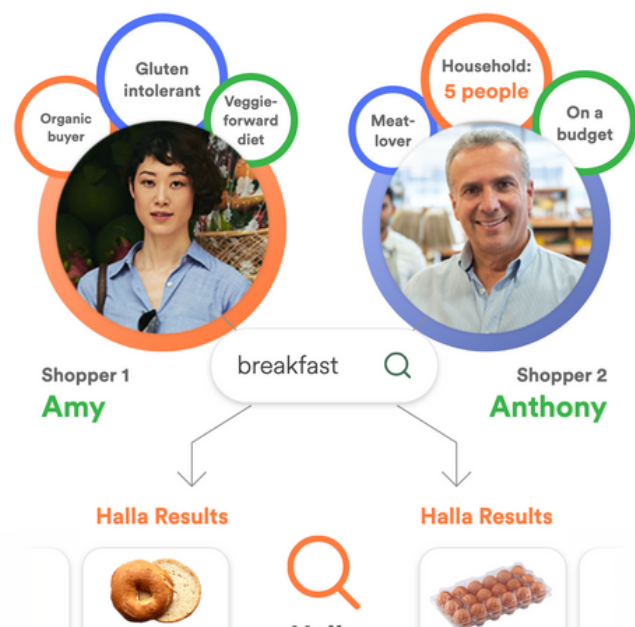 Gluten
intolerant
Organic
buyer
Veggie-
forward
diet
Household:
5 people
Meat-
lover
On a
budget
breakfast
Shopper 1
Amy
Shopper 2
Anthony
Halla Results
Halla Results